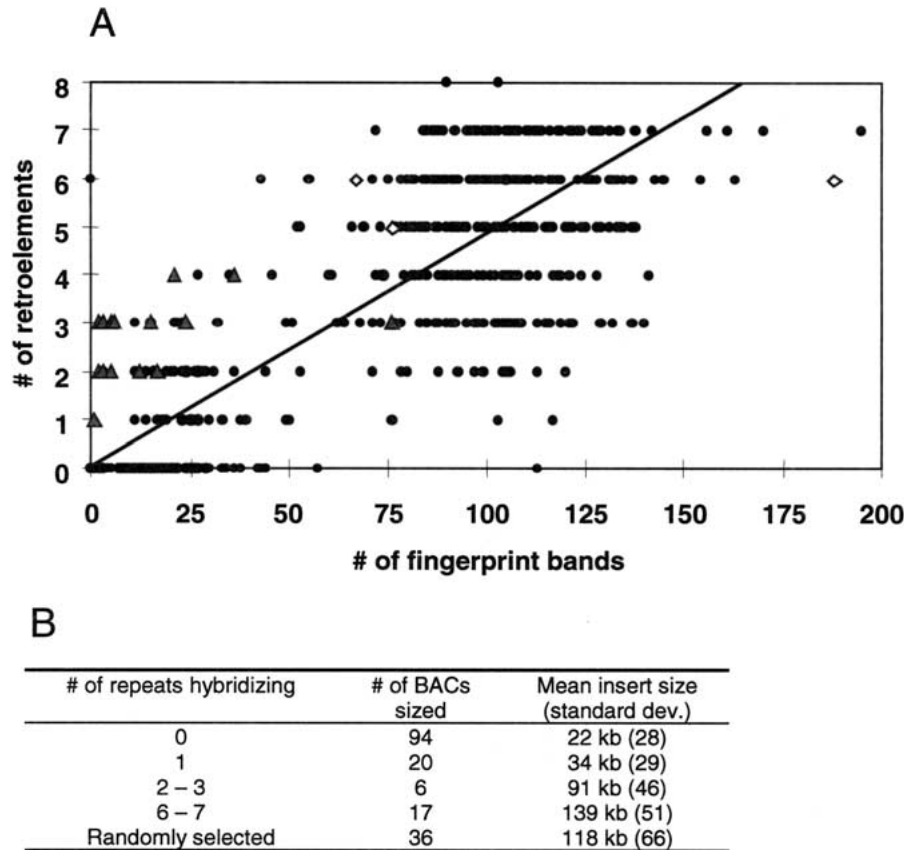 A
8
7
6
5
4
3
2
1
0
# of retroelements
0 25 50 75 100 125 150 175 200
# of fingerprint bands
B
# of repeats hybridizing # of BACs sized Mean insert size (standard dev.)
0 94 22 kb (28)
1 20 34 kb (29)
2 – 3 6 91 kb (46)
6 – 7 17 139 kb (51)
Randomly selected 36 118 kb (66)